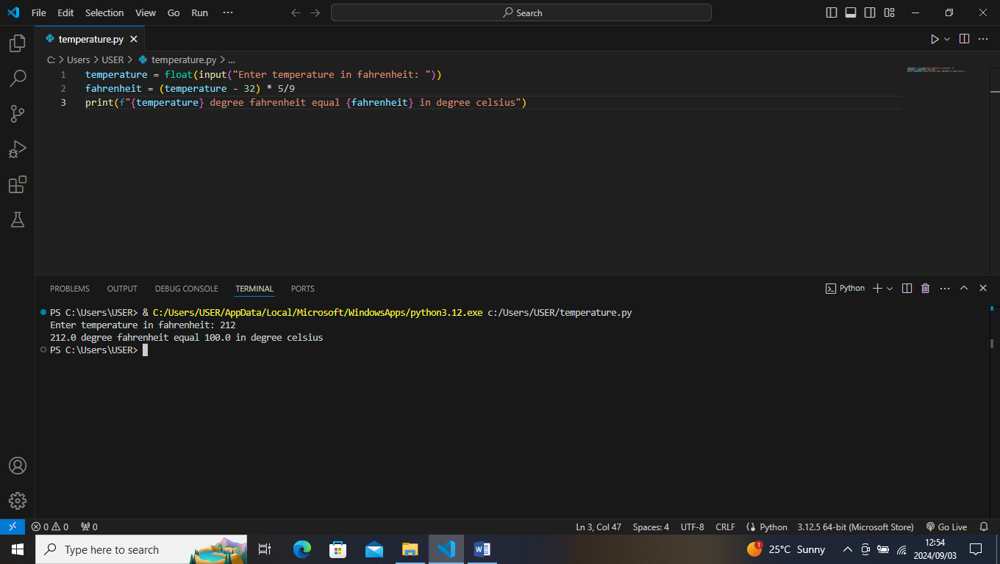 File Edit Selection View Go Run ··· Search
temperature.py
C: > Users > USER > temperature.py > ...
1 temperature = float(input("Enter temperature in fahrenheit: "))
2 fahrenheit = (temperature - 32) * 5/9
3 print(f"{temperature} degree fahrenheit equal {fahrenheit} in degree celsius")
PROBLEMS OUTPUT DEBUG CONSOLE TERMINAL PORTS Python
PS C:\Users\USER> & C:/Users/USER/AppData/Local/Microsoft/WindowsApps/python3.12.exe c:/Users/USER/temperature.py
Enter temperature in fahrenheit: 212
212.0 degree fahrenheit equal 100.0 in degree celsius
PS C:\Users\USER>
0 0 0 Ln 3, Col 47 Spaces: 4 UTF-8 CRLF Python 3.12.5 64-bit (Microsoft Store) Go Live
Type here to search 1 25°C Sunny 12:54
2024/09/03